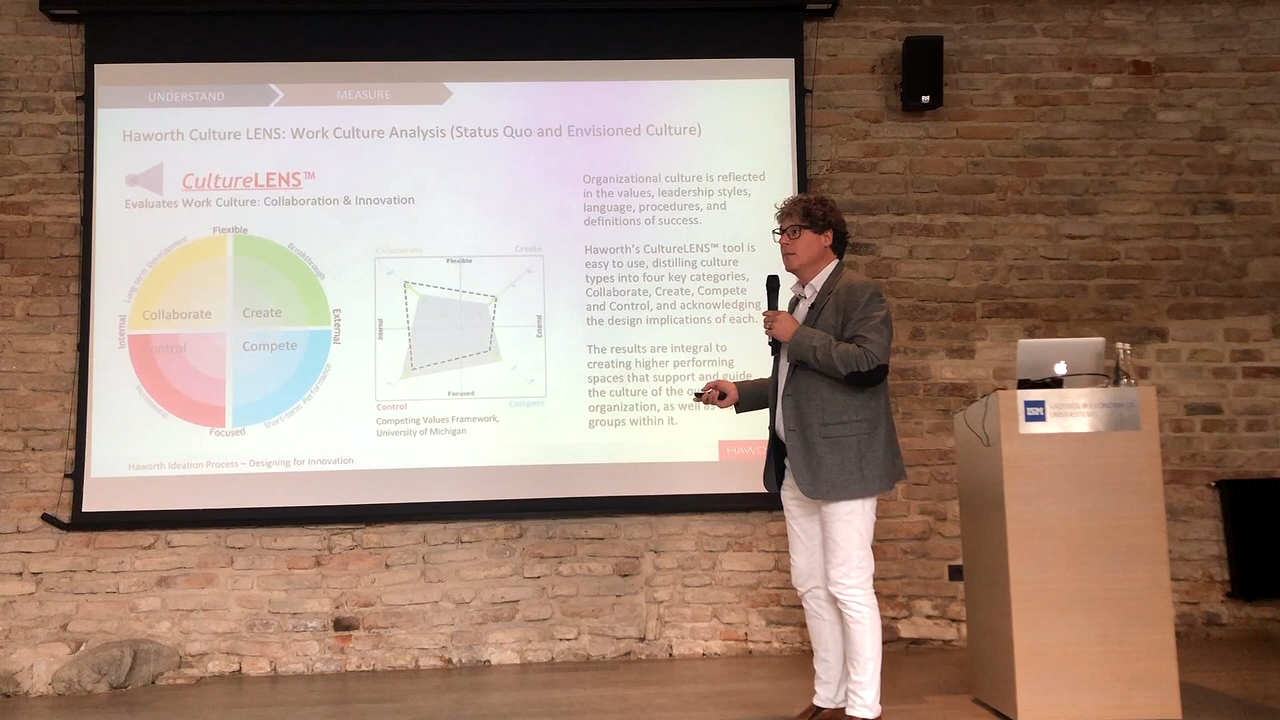 UNDERSTAND
MEASURE
Haworth Culture LENS: Work Culture Analysis (Status Quo and Envisioned Culture)
CultureLENS™
Evaluates Work Culture: Collaboration & Innovation
Flexible
Long-term Development
Breakthrough
Internal
External
Collaborate
Create
Control
Compete
Incremental
Short-term Performance
Focused
Collaborate
Create
Flexible
Internal
External
Focused
Control
Compete
Competing Values Framework,
University of Michigan
Organizational culture is reflected
in the values, leadership styles,
language, procedures, and
definitions of success.
Haworth's CultureLENS™ tool is
easy to use, distilling culture
types into four key categories,
Collaborate, Create, Compete
and Control, and acknowledging
the design implications of each.
The results are integral to
creating higher performing
spaces that support and guide
the culture of the
organization, as well as
groups within it.
Haworth Ideation Process – Designing for Innovation
HAWO
ISM